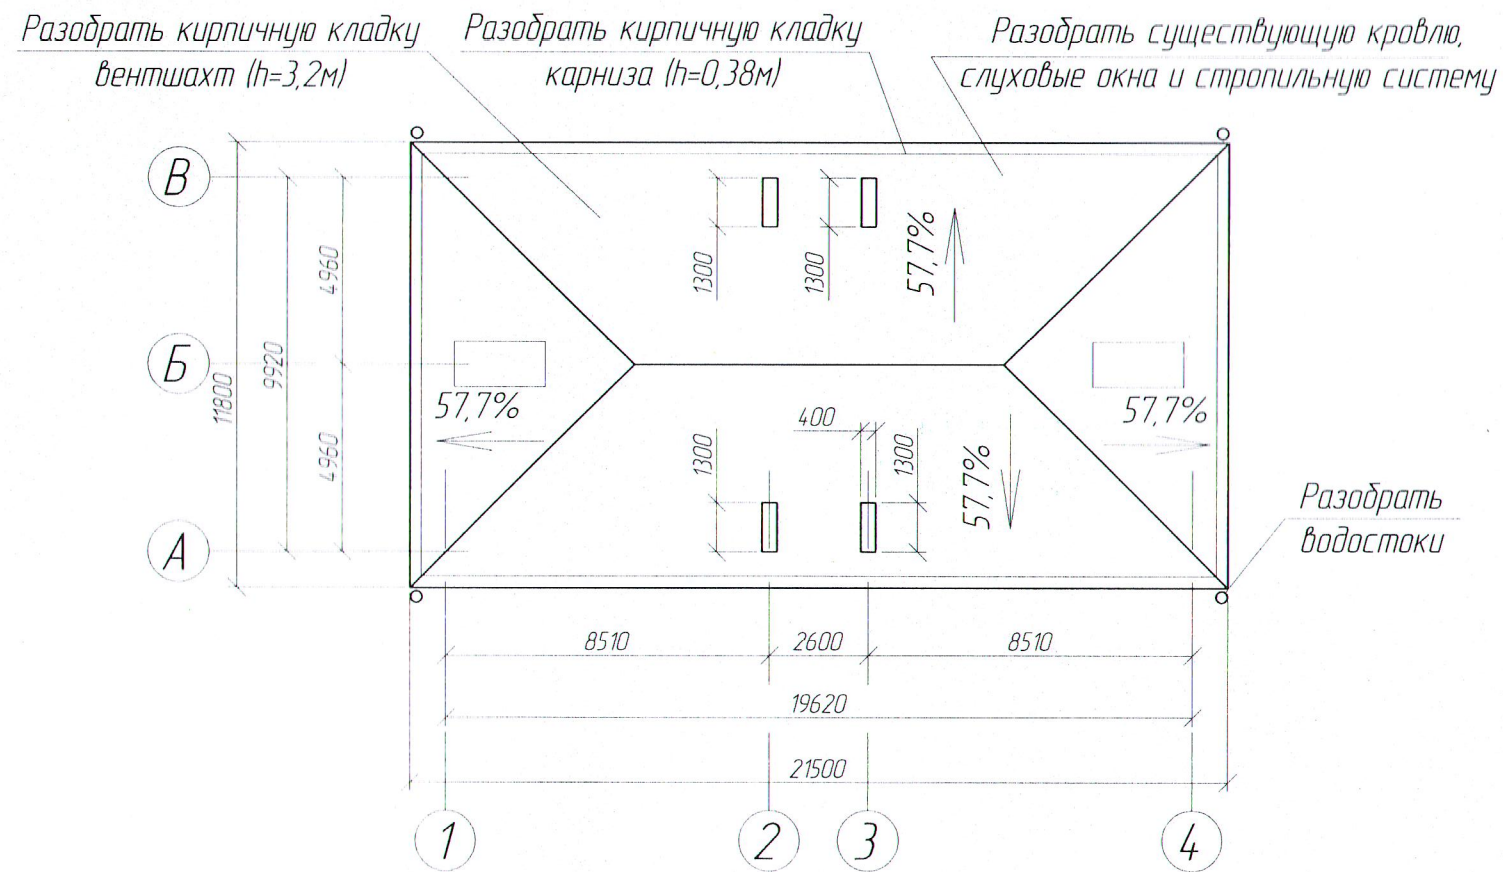 Разобрать кирпичную кладку
вентшахт (h=3,2м)
Разобрать кирпичную кладку
карниза (h=0,38м)
Разобрать существующую кровлю,
слуховые окна и стропильную систему
В
Б
А
11800
9920
4960
4960
1300
1300
57,7%
57,7%
57,7%
400
1300
1300
57,7%
Разобрать
водостоки
8510
2600
8510
19620
21500
1
2
3
4